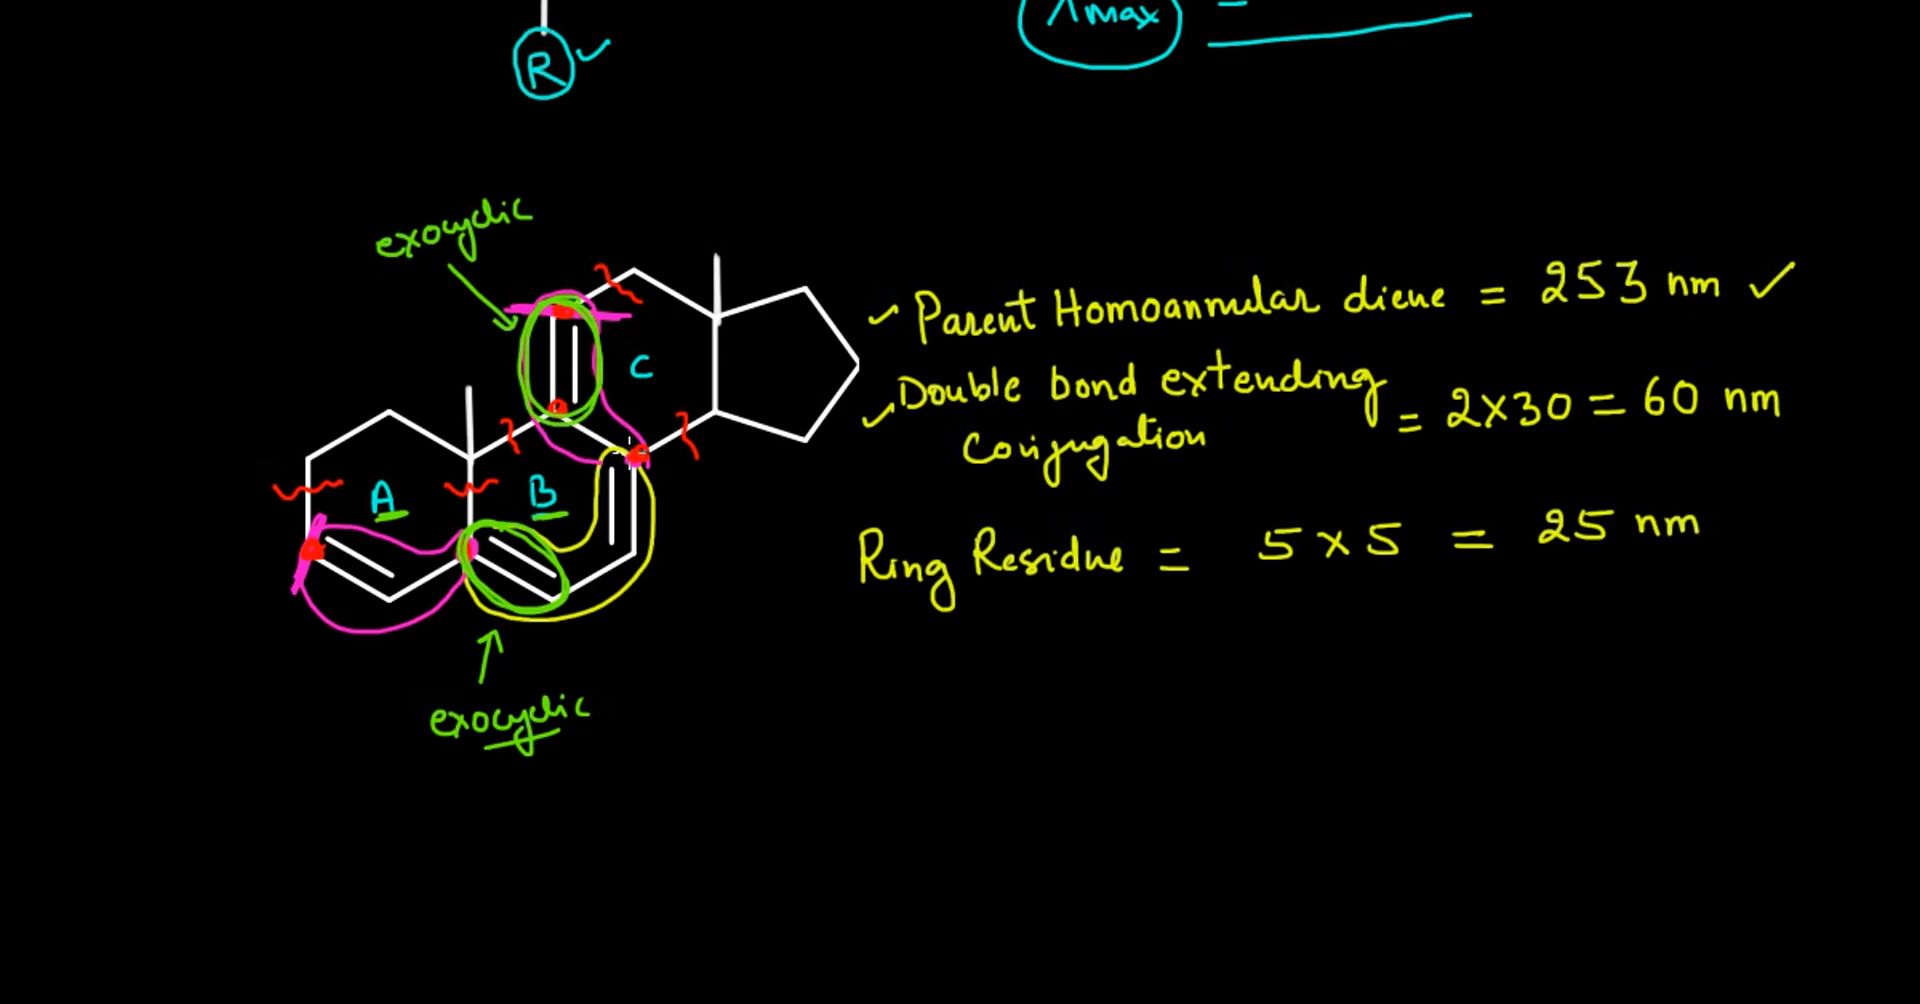 λmax =
R
exocyclic
Parent Homoannular diene = 253 nm
C
Double bond extending
Conjugation = 2×30 = 60 nm
A
B
Ring Residue = 5×5 = 25 nm
exocyclic